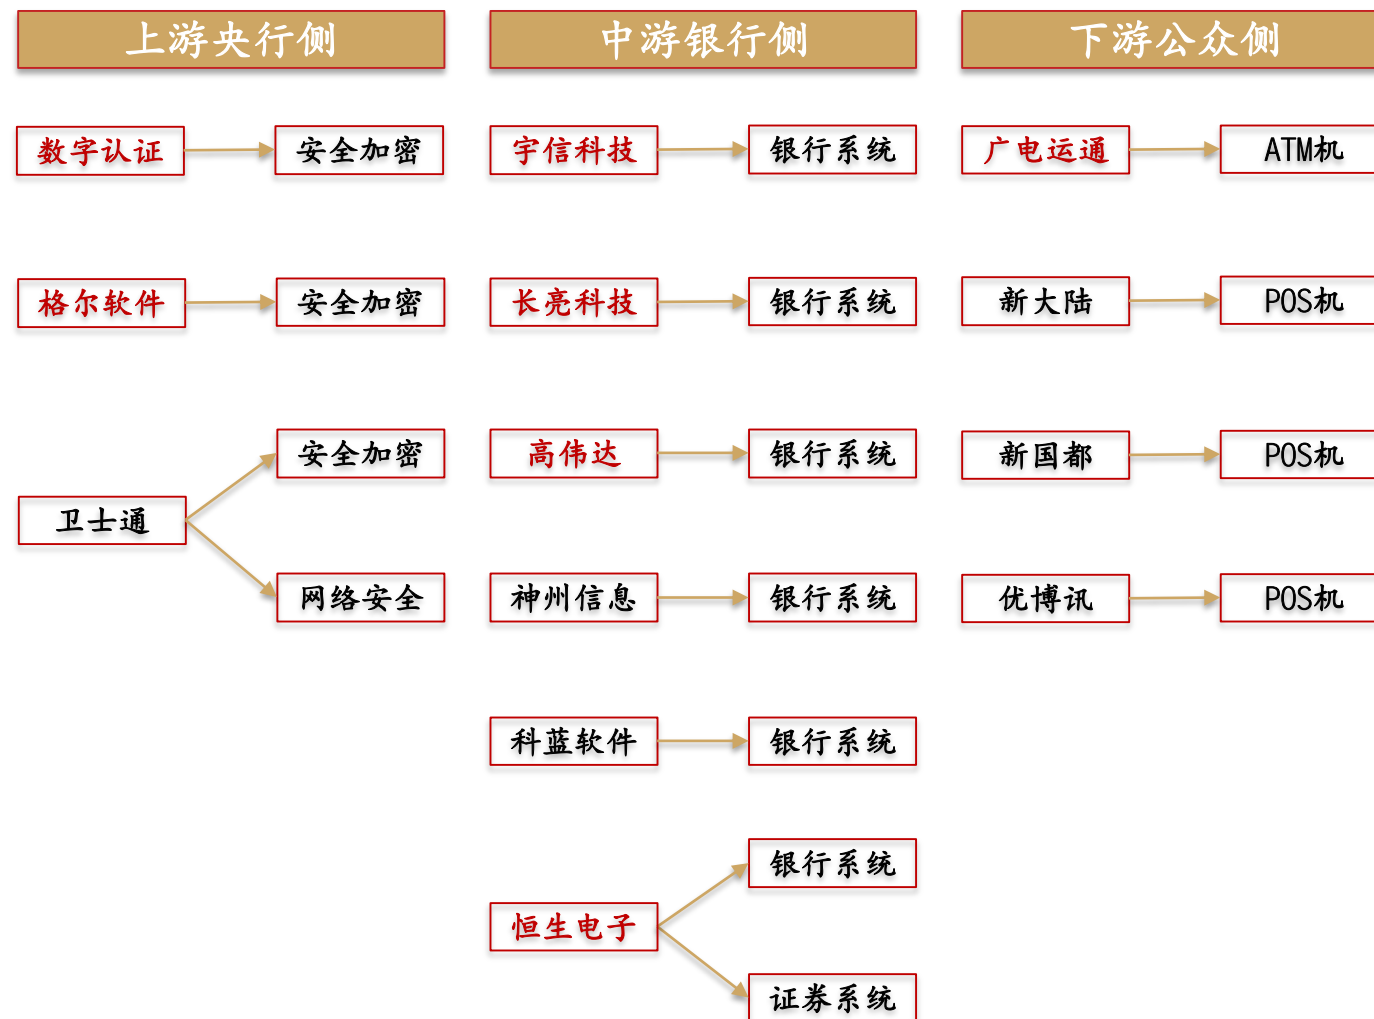 上游央行侧
中游银行侧
下游公众侧
数字认证
安全加密
宇信科技
银行系统
广电运通
ATM机
格尔软件
安全加密
长亮科技
银行系统
新大陆
POS机
安全加密
高伟达
银行系统
新国都
POS机
卫士通
网络安全
神州信息
银行系统
优博讯
POS机
科蓝软件
银行系统
银行系统
恒生电子
证券系统